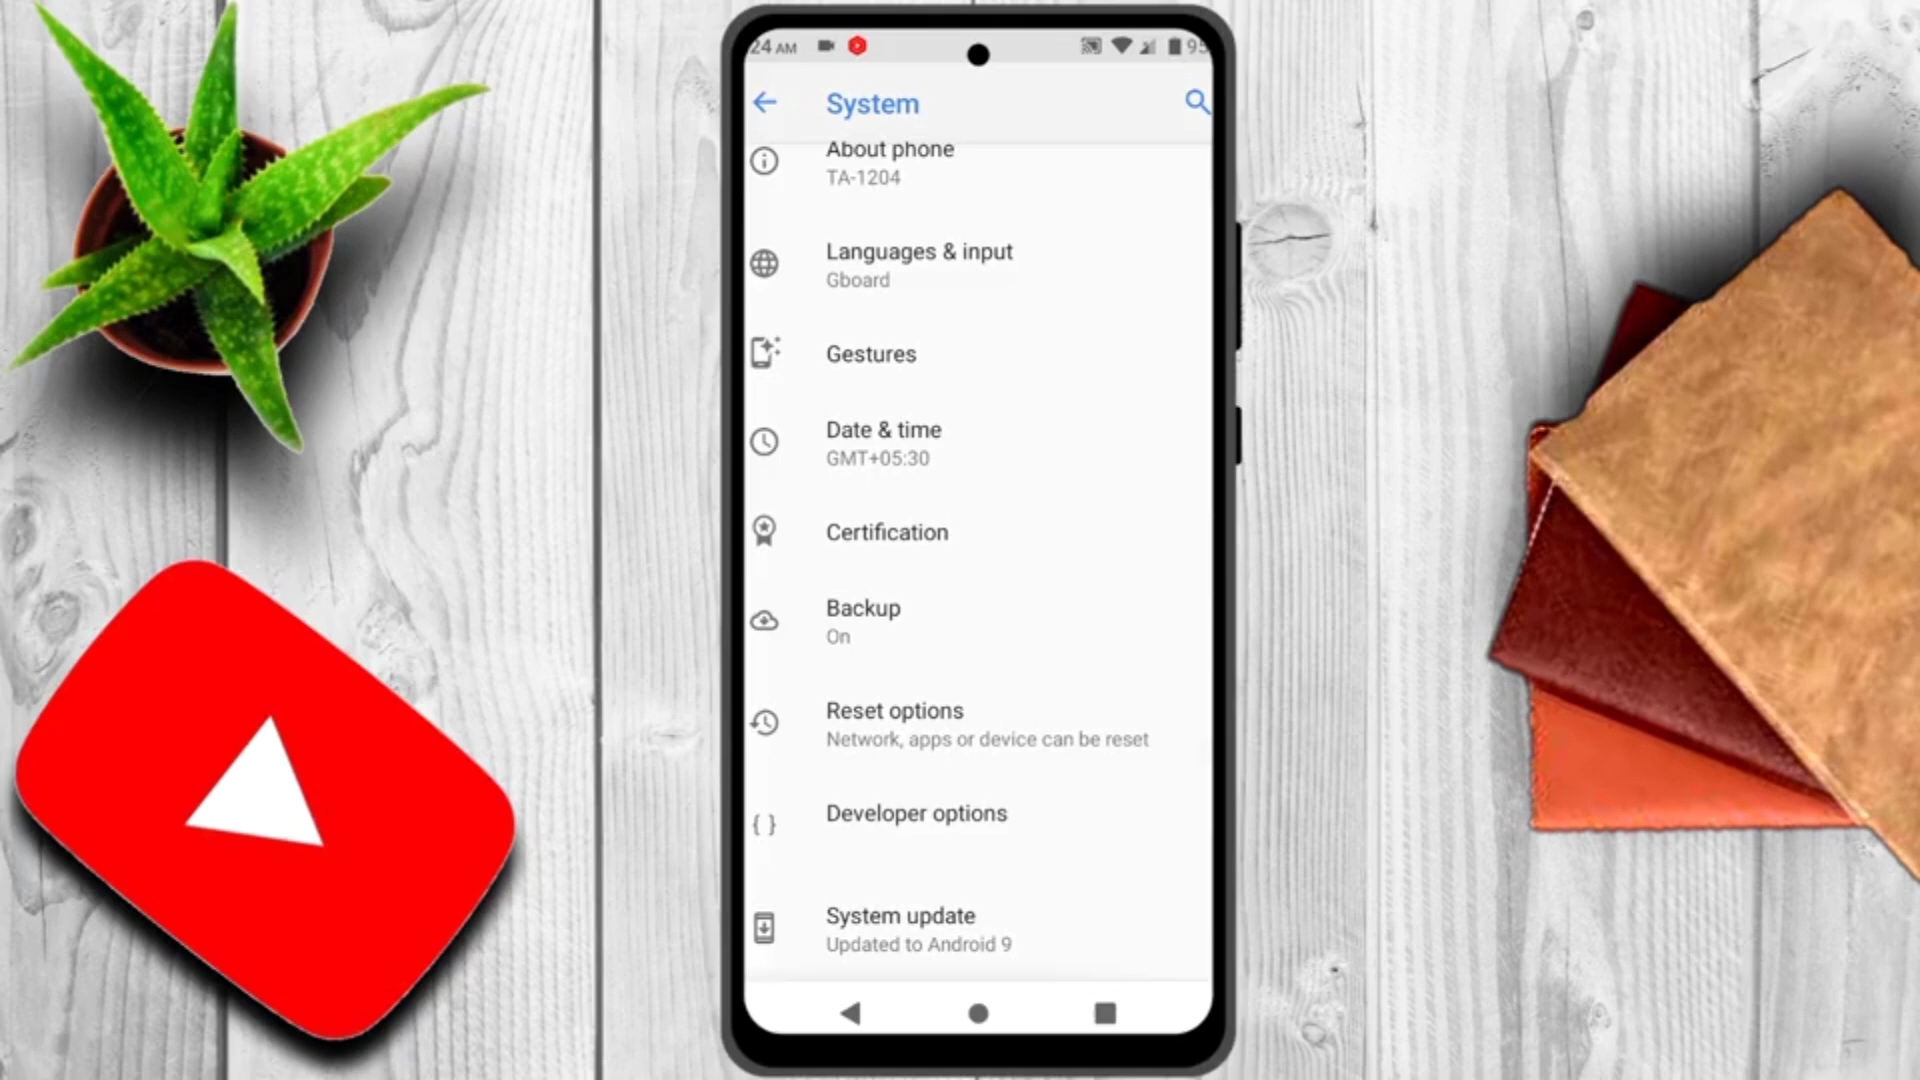 24 AM
95
System
About phone
TA-1204
Languages & input
Gboard
Gestures
Date & time
GMT+05:30
Certification
Backup
On
Reset options
Network, apps or device can be reset
{ }
Developer options
System update
Updated to Android 9